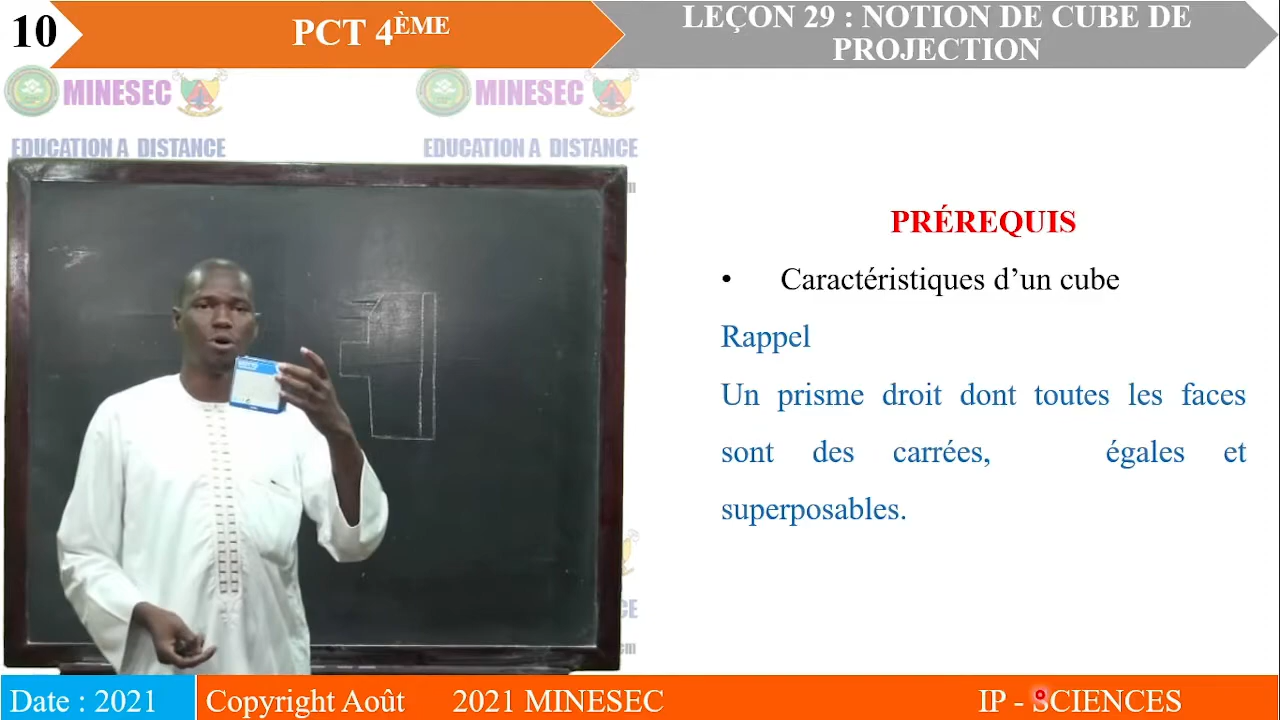 10
PCT 4ÈME
LEÇON 29 : NOTION DE CUBE DE
PROJECTION
MINESEC
MINESEC
EDUCATION A DISTANCE
EDUCATION A DISTANCE
PRÉREQUIS
• Caractéristiques d’un cube
Rappel
Un prisme droit dont toutes les faces
sont des carrées, égales et
superposables.
Date : 2021
Copyright Août 2021 MINESEC
IP - SCIENCES